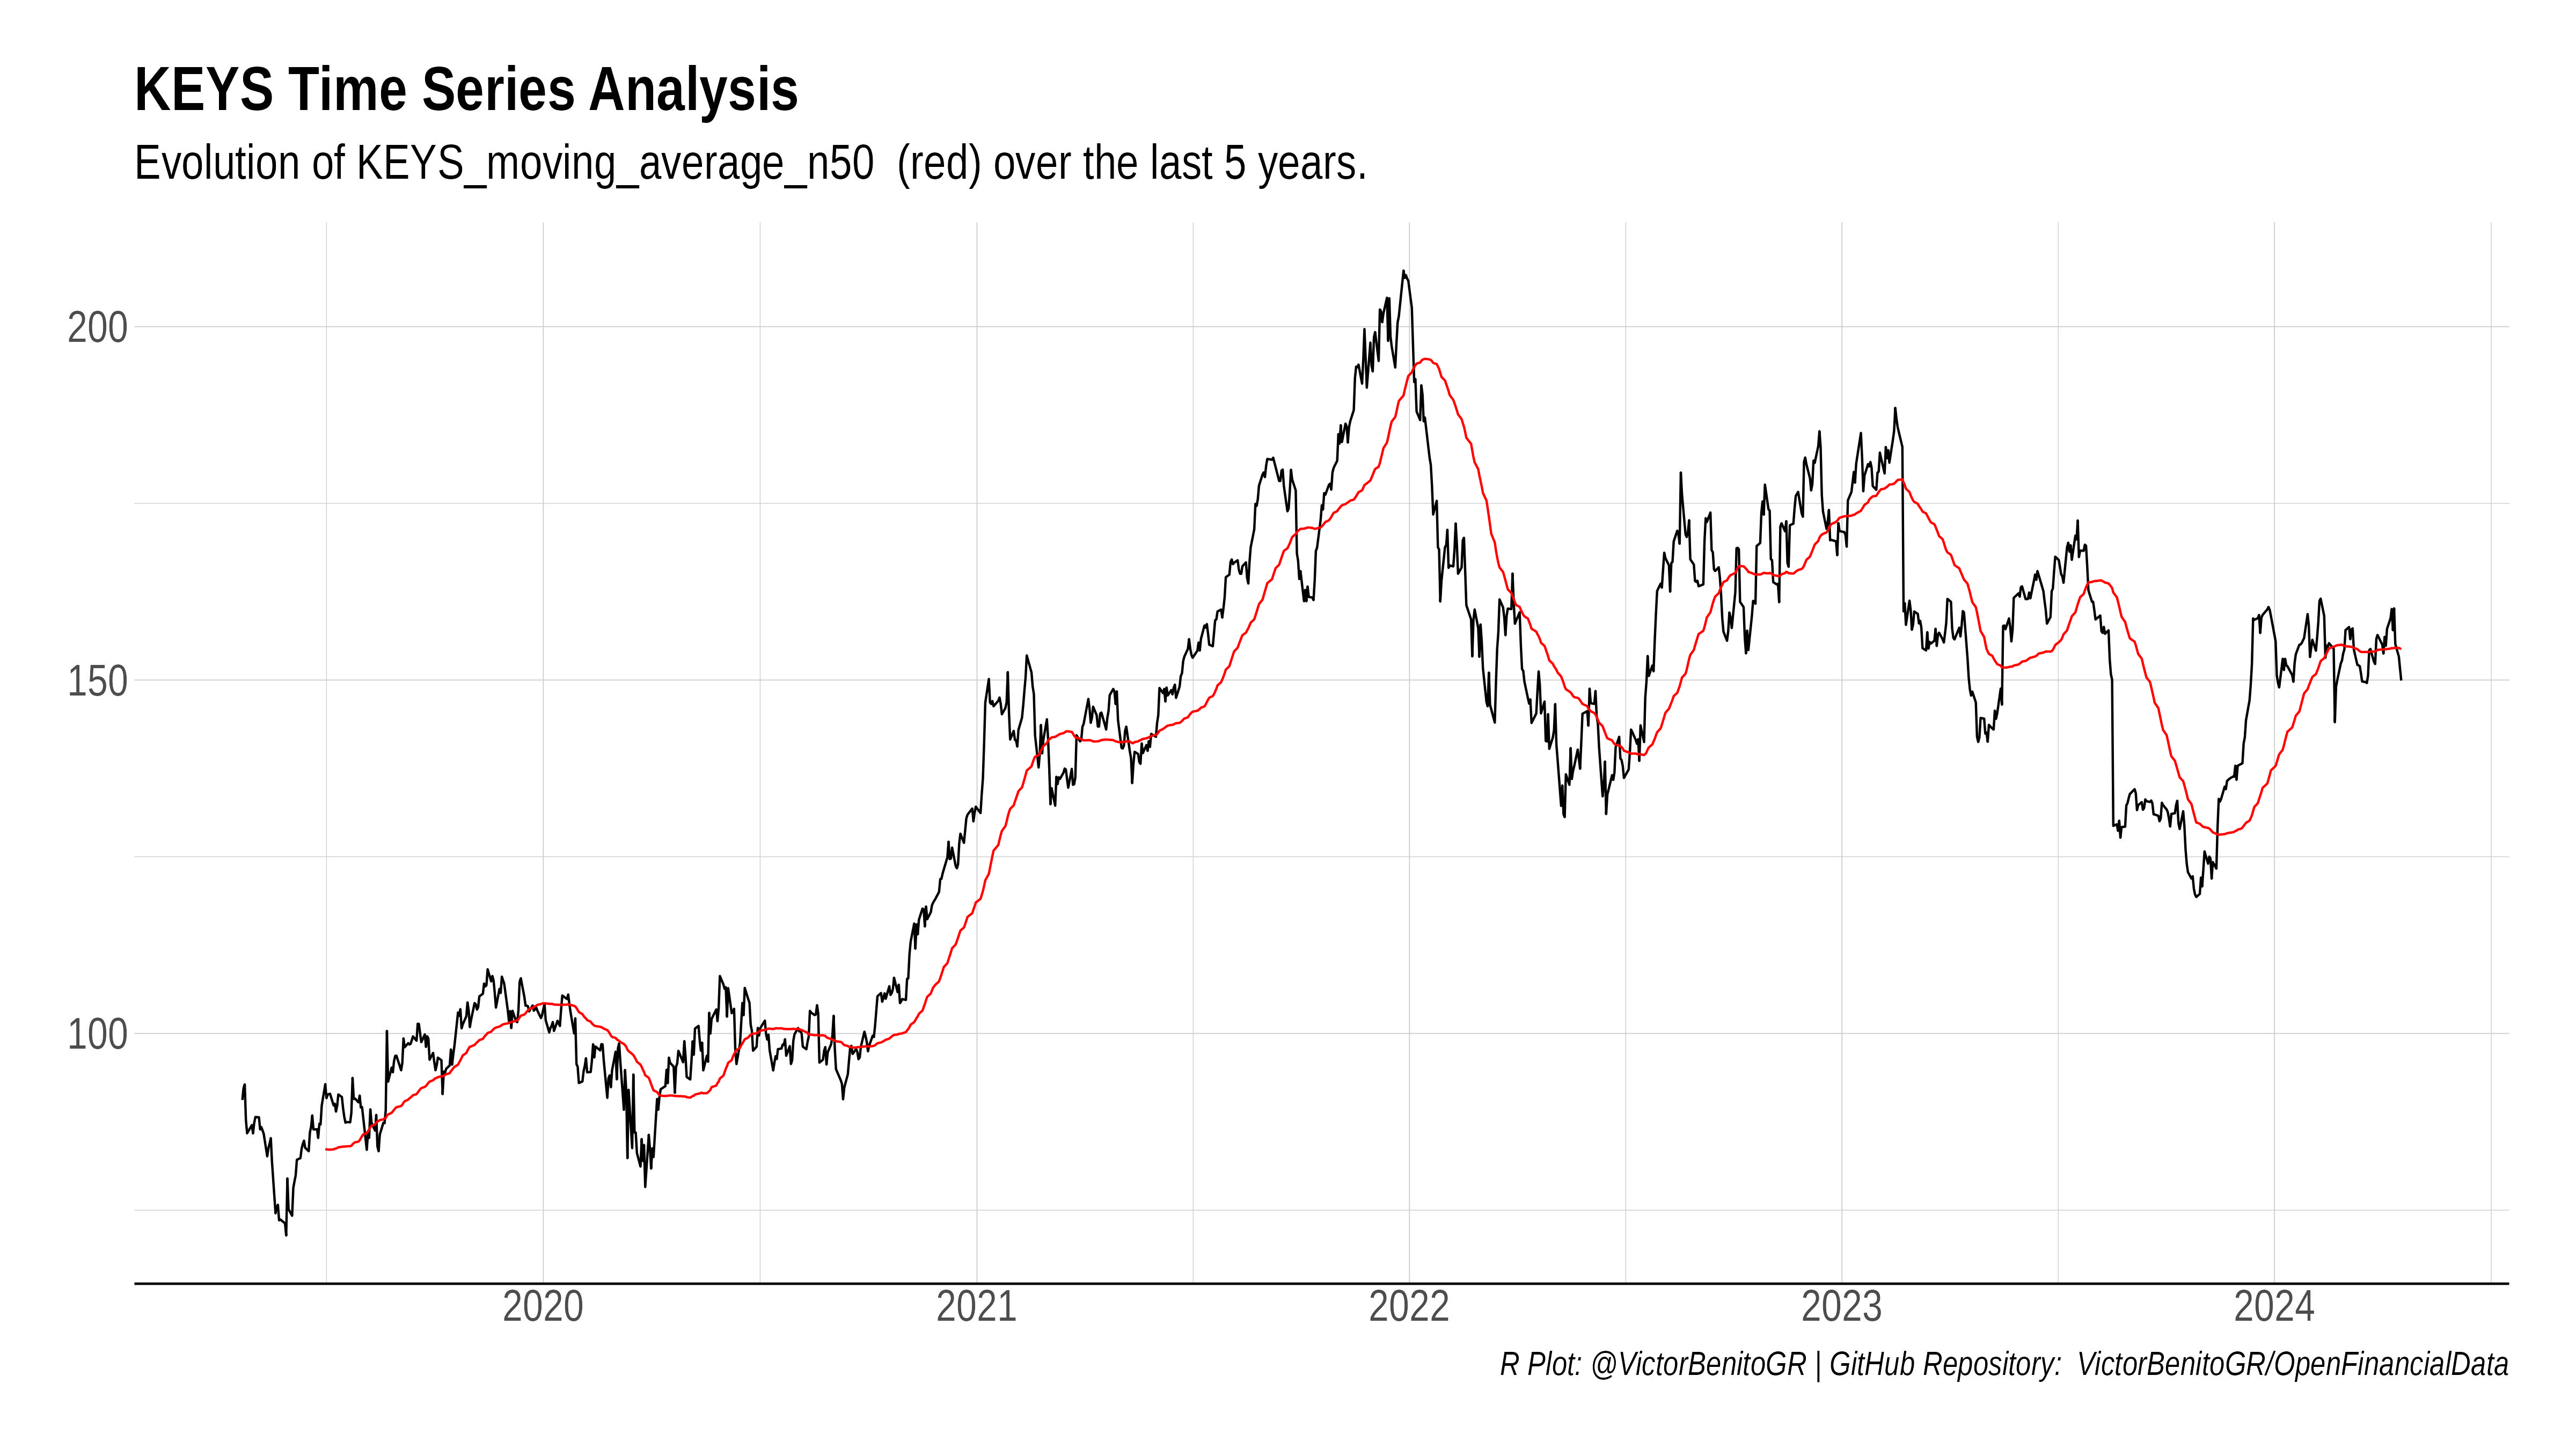 KEYS Time Series Analysis
Evolution of KEYS_moving_average_n50  (red) over the last 5 years.
200
150
100
2020 2021 2022 2023 2024
R Plot: @VictorBenitoGR | GitHub Repository:  VictorBenitoGR/OpenFinancialData